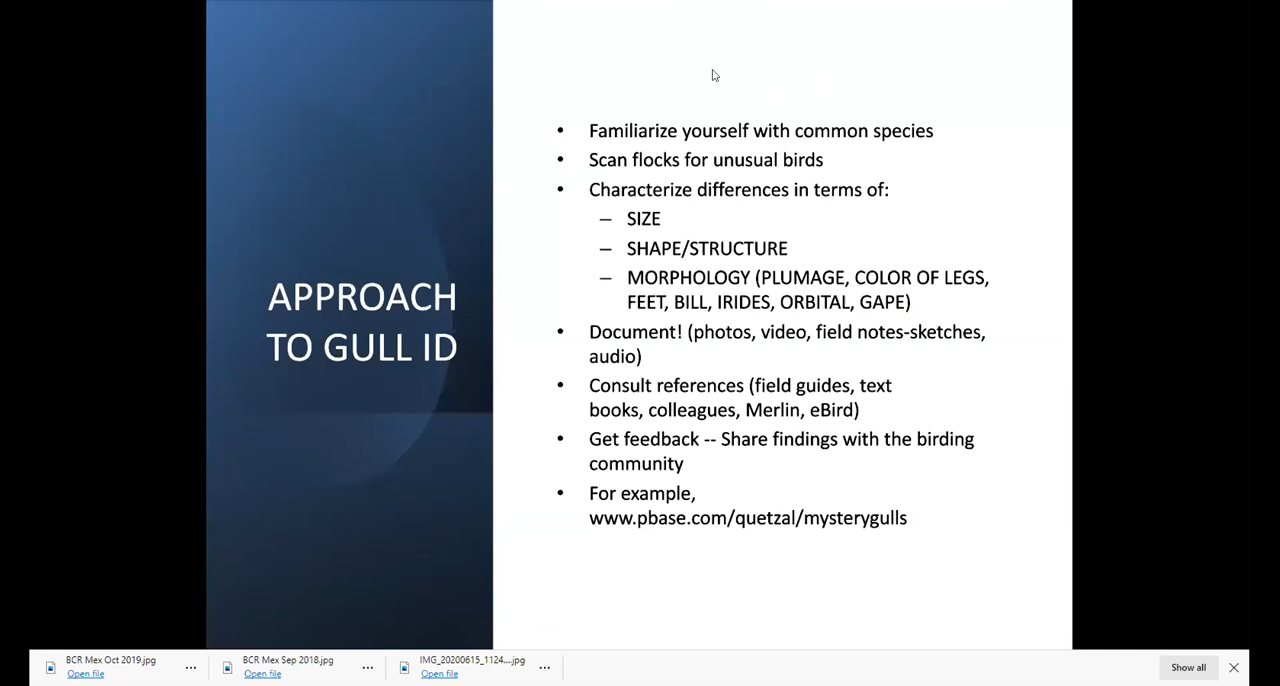 APPROACH
TO GULL ID
• Familiarize yourself with common species
• Scan flocks for unusual birds
• Characterize differences in terms of:
– SIZE
– SHAPE/STRUCTURE
– MORPHOLOGY (PLUMAGE, COLOR OF LEGS,
FEET, BILL, IRIDES, ORBITAL, GAPE)
• Document! (photos, video, field notes-sketches,
audio)
• Consult references (field guides, text
books, colleagues, Merlin, eBird)
• Get feedback -- Share findings with the birding
community
• For example,
www.pbase.com/quetzal/mysterygulls
BCR Mex Oct 2019.jpg
Open file
BCR Mex Sep 2018.jpg
Open file
IMG_20200615_1124....jpg
Open file
Show all